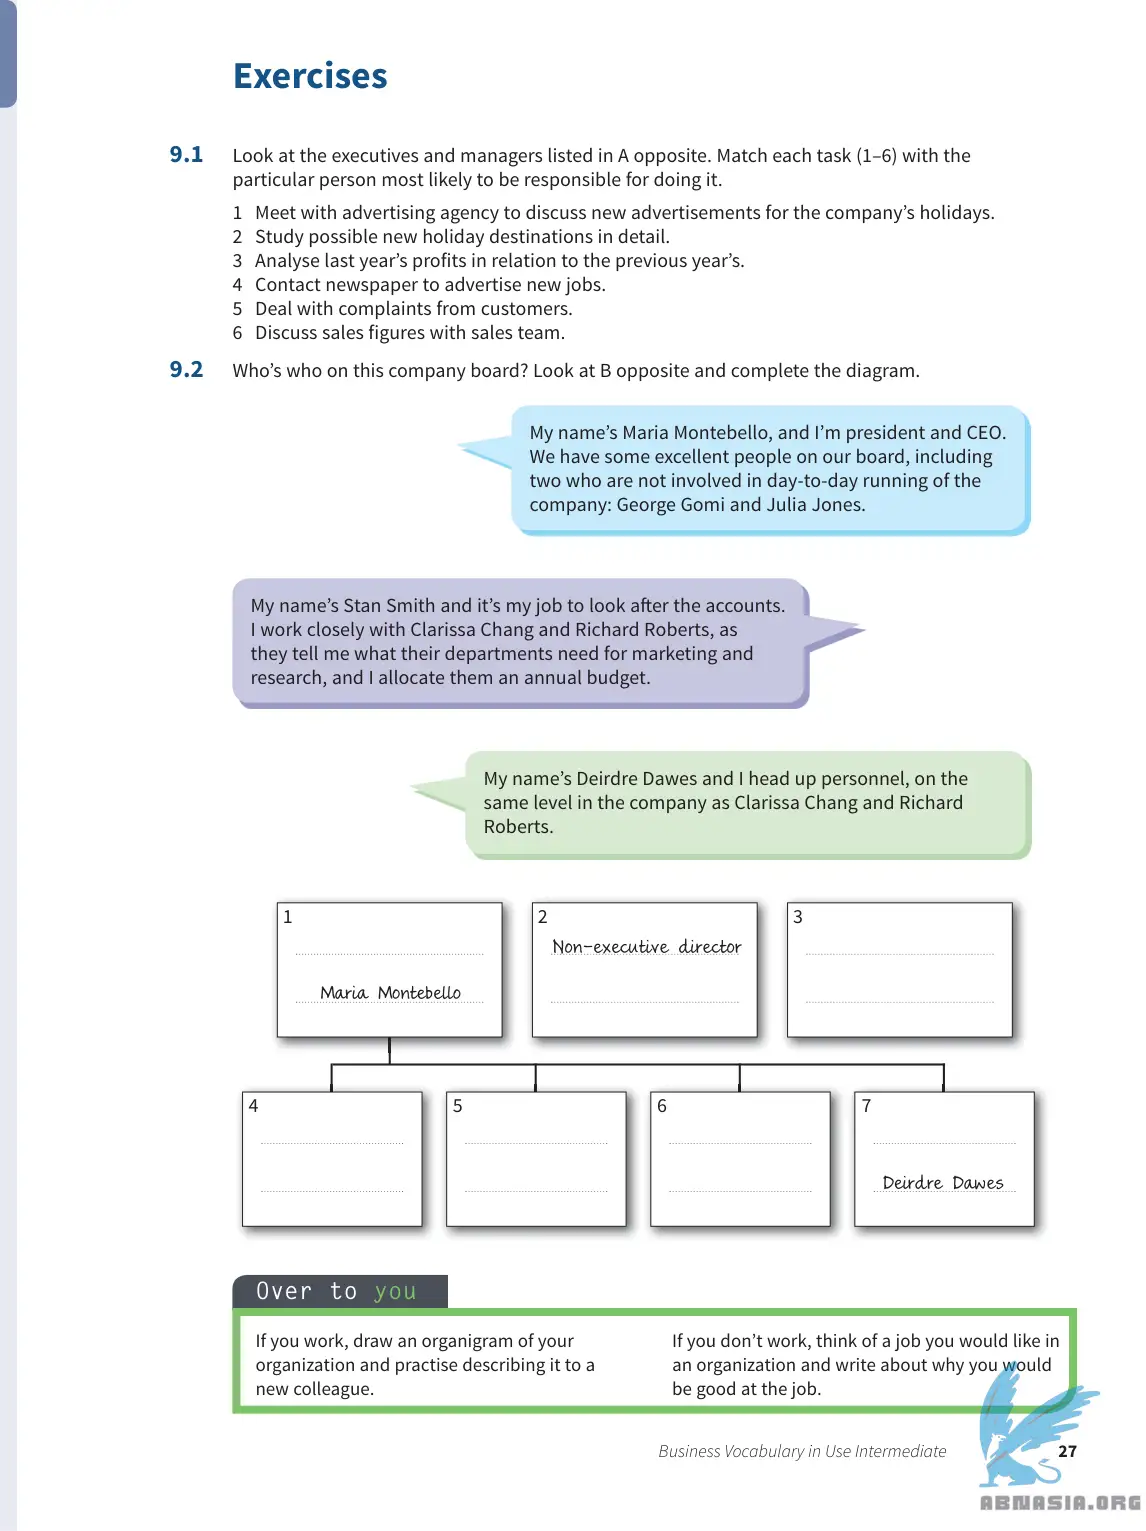 Exercises
9.1 Look at the executives and managers listed in A opposite. Match each task (1–6) with the
particular person most likely to be responsible for doing it.
1 Meet with advertising agency to discuss new advertisements for the company’s holidays.
2 Study possible new holiday destinations in detail.
3 Analyse last year’s profits in relation to the previous year’s.
4 Contact newspaper to advertise new jobs.
5 Deal with complaints from customers.
6 Discuss sales figures with sales team.
9.2 Who’s who on this company board? Look at B opposite and complete the diagram.
My name’s Maria Montebello, and I’m president and CEO.
We have some excellent people on our board, including
two who are not involved in day-to-day running of the
company: George Gomi and Julia Jones.
My name’s Stan Smith and it’s my job to look after the accounts.
I work closely with Clarissa Chang and Richard Roberts, as
they tell me what their departments need for marketing and
research, and I allocate them an annual budget.
My name’s Deirdre Dawes and I head up personnel, on the
same level in the company as Clarissa Chang and Richard
Roberts.
1
Maria Montebello
2
Non-executive director
3
4
5
6
7
Deirdre Dawes
Over to you
If you work, draw an organigram of your
organization and practise describing it to a
new colleague.
If you don’t work, think of a job you would like in
an organization and write about why you would
be good at the job.
Business Vocabulary in Use Intermediate 27
ABNASIA.ORG